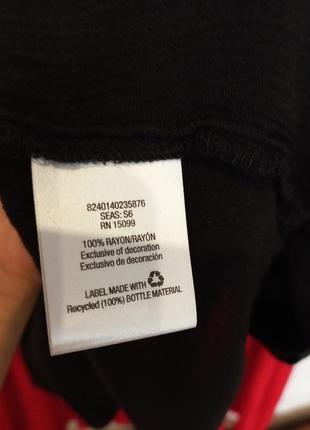 8240140235876
SEAS: S6
RN 15099
100% RAYON/RAYÓN
Exclusive of decoration
Exclusivo de decoración
LABEL MADE WITH
Recycled (100%) BOTTLE MATERIAL